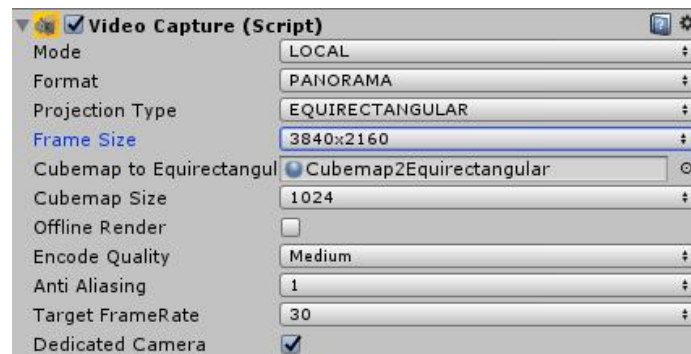 Video Capture (Script)
Mode LOCAL
Format PANORAMA
Projection Type EQUIRECTANGULAR
Frame Size 3840x2160
Cubemap to Equirectangul Cubemap2Equirectangular
Cubemap Size 1024
Offline Render
Encode Quality Medium
Anti Aliasing 1
Target FrameRate 30
Dedicated Camera